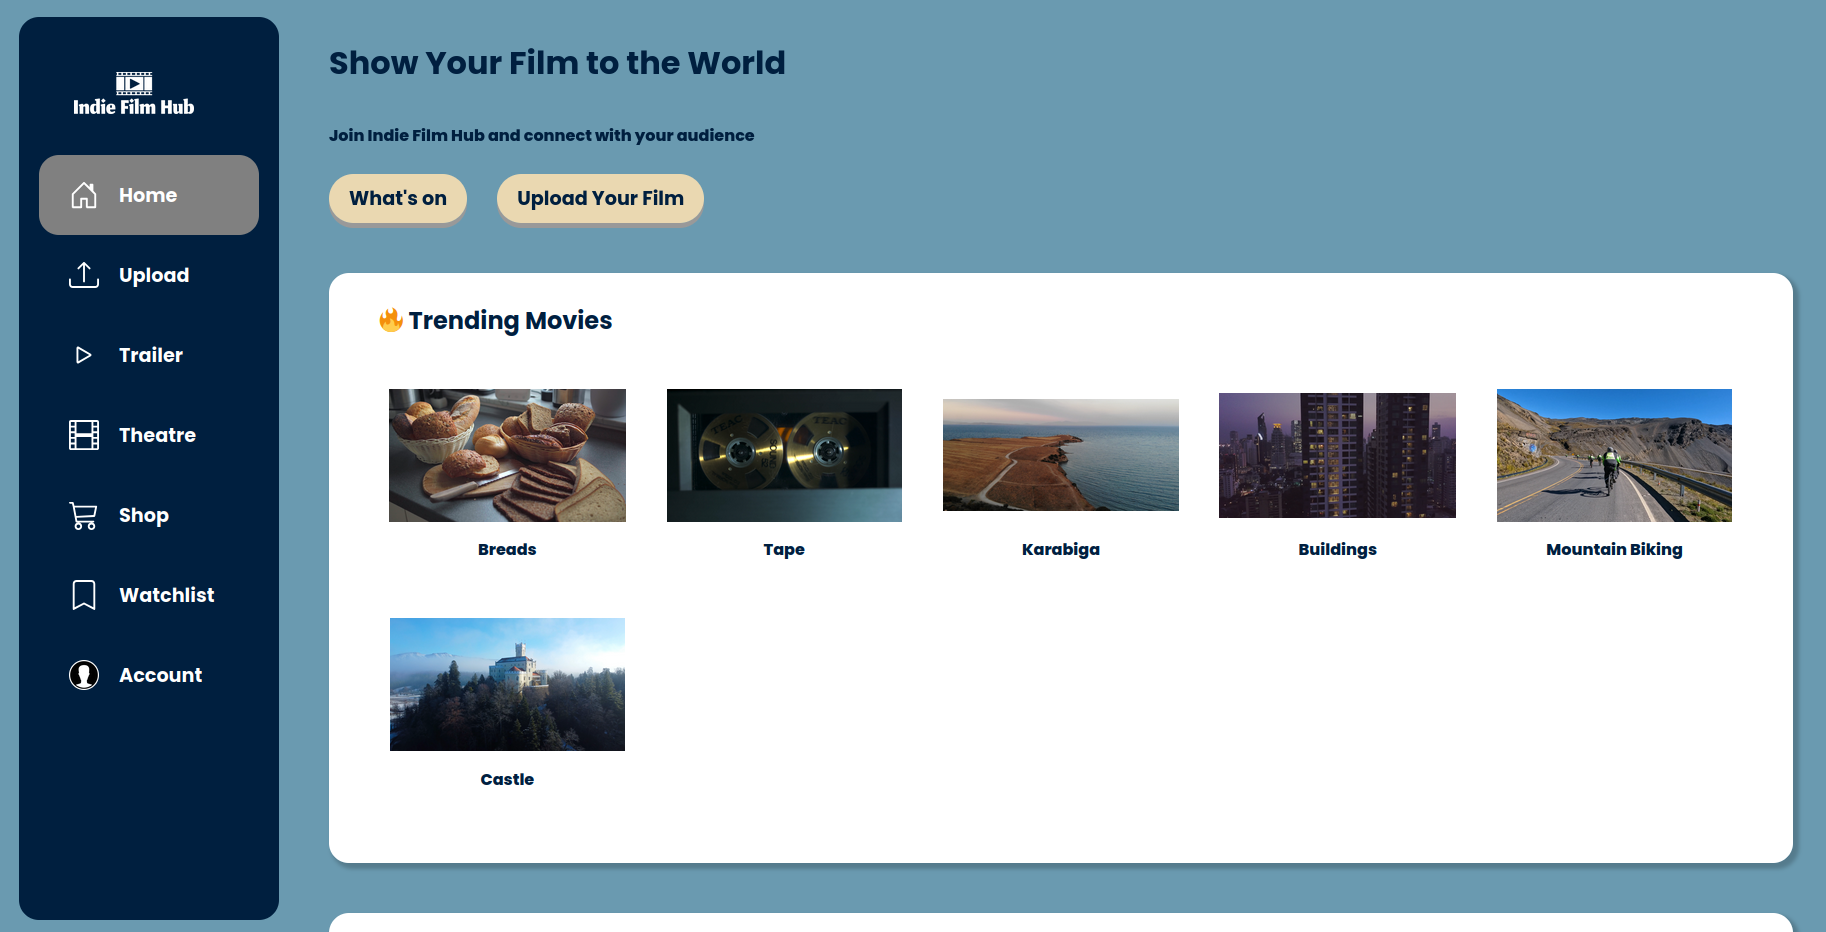 Indie Film Hub
Home
Upload
Trailer
Theatre
Shop
Watchlist
Account
Show Your Film to the World
Join Indie Film Hub and connect with your audience
What's on
Upload Your Film
Trending Movies
TEAC
TEAC
Breads
Tape
Karabiga
Buildings
Mountain Biking
Castle